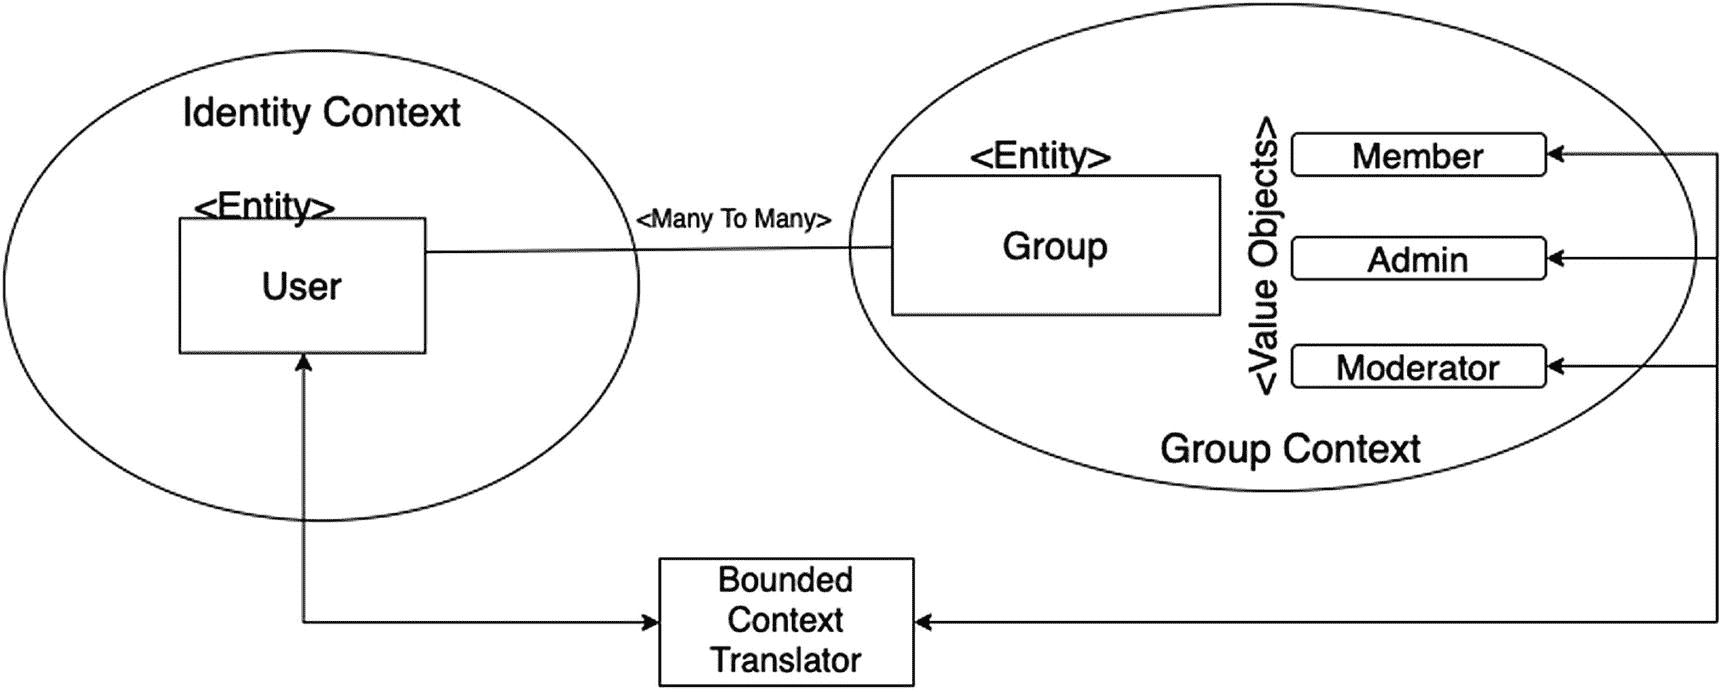 Identity Context
<Entity>
User
<Many To Many>
<Entity>
Group
<Value Objects>
Member
Admin
Moderator
Group Context
Bounded
Context
Translator